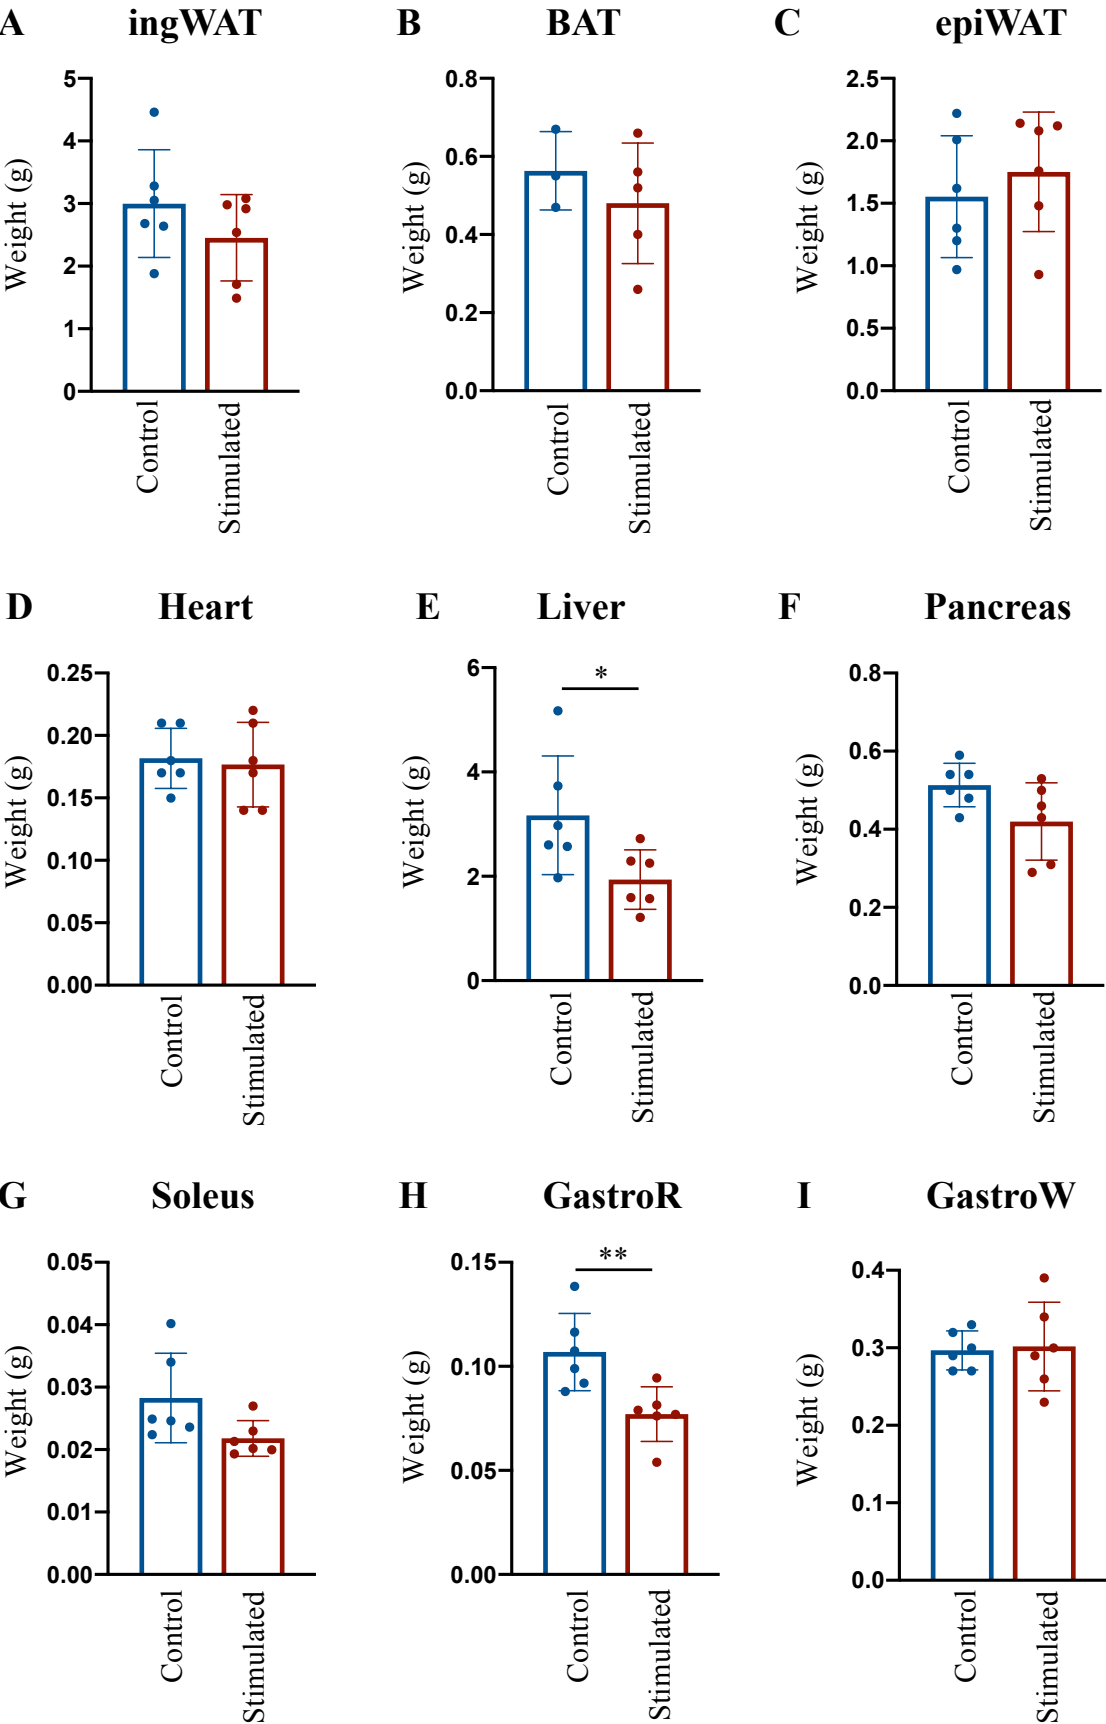 A ingWAT
B BAT
C epiWAT
Weight (g)
5
4
3
2
1
0
Control
Stimulated
Weight (g)
0.8
0.6
0.4
0.2
0.0
Control
Stimulated
Weight (g)
2.5
2.0
1.5
1.0
0.5
0.0
Control
Stimulated
D Heart
E Liver
F Pancreas
Weight (g)
0.25
0.20
0.15
0.10
0.05
0.00
Control
Stimulated
Weight (g)
6
4
2
0
*
Control
Stimulated
Weight (g)
0.8
0.6
0.4
0.2
0.0
Control
Stimulated
G Soleus
H GastroR
I GastroW
Weight (g)
0.05
0.04
0.03
0.02
0.01
0.00
Control
Stimulated
Weight (g)
0.15
0.10
0.05
0.00
**
Control
Stimulated
Weight (g)
0.4
0.3
0.2
0.1
0.0
Control
Stimulated